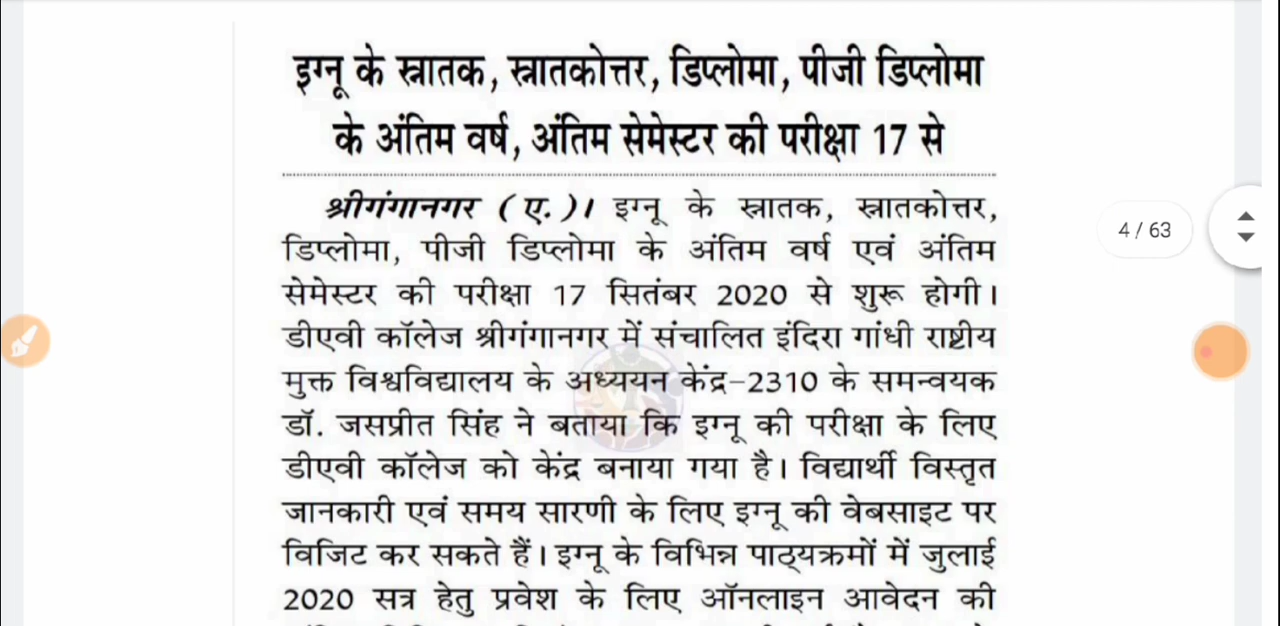 इग्नू के स्नातक, स्नातकोत्तर, डिप्लोमा, पीजी डिप्लोमा
के अंतिम वर्ष, अंतिम सेमेस्टर की परीक्षा 17 से
श्रीगंगानगर (ए.)। इग्नू के स्नातक, स्नातकोत्तर,
डिप्लोमा, पीजी डिप्लोमा के अंतिम वर्ष एवं अंतिम
सेमेस्टर की परीक्षा 17 सितंबर 2020 से शुरू होगी।
डीएवी कॉलेज श्रीगंगानगर में संचालित इंदिरा गांधी राष्ट्रीय
मुक्त विश्वविद्यालय के अध्ययन केंद्र-2310 के समन्वयक
डॉ. जसप्रीत सिंह ने बताया कि इग्नू की परीक्षा के लिए
डीएवी कॉलेज को केंद्र बनाया गया है। विद्यार्थी विस्तृत
जानकारी एवं समय सारणी के लिए इग्नू की वेबसाइट पर
विजिट कर सकते हैं। इग्नू के विभिन्न पाठ्यक्रमों में जुलाई
2020 सत्र हेतु प्रवेश के लिए ऑनलाइन आवेदन की
4 / 63